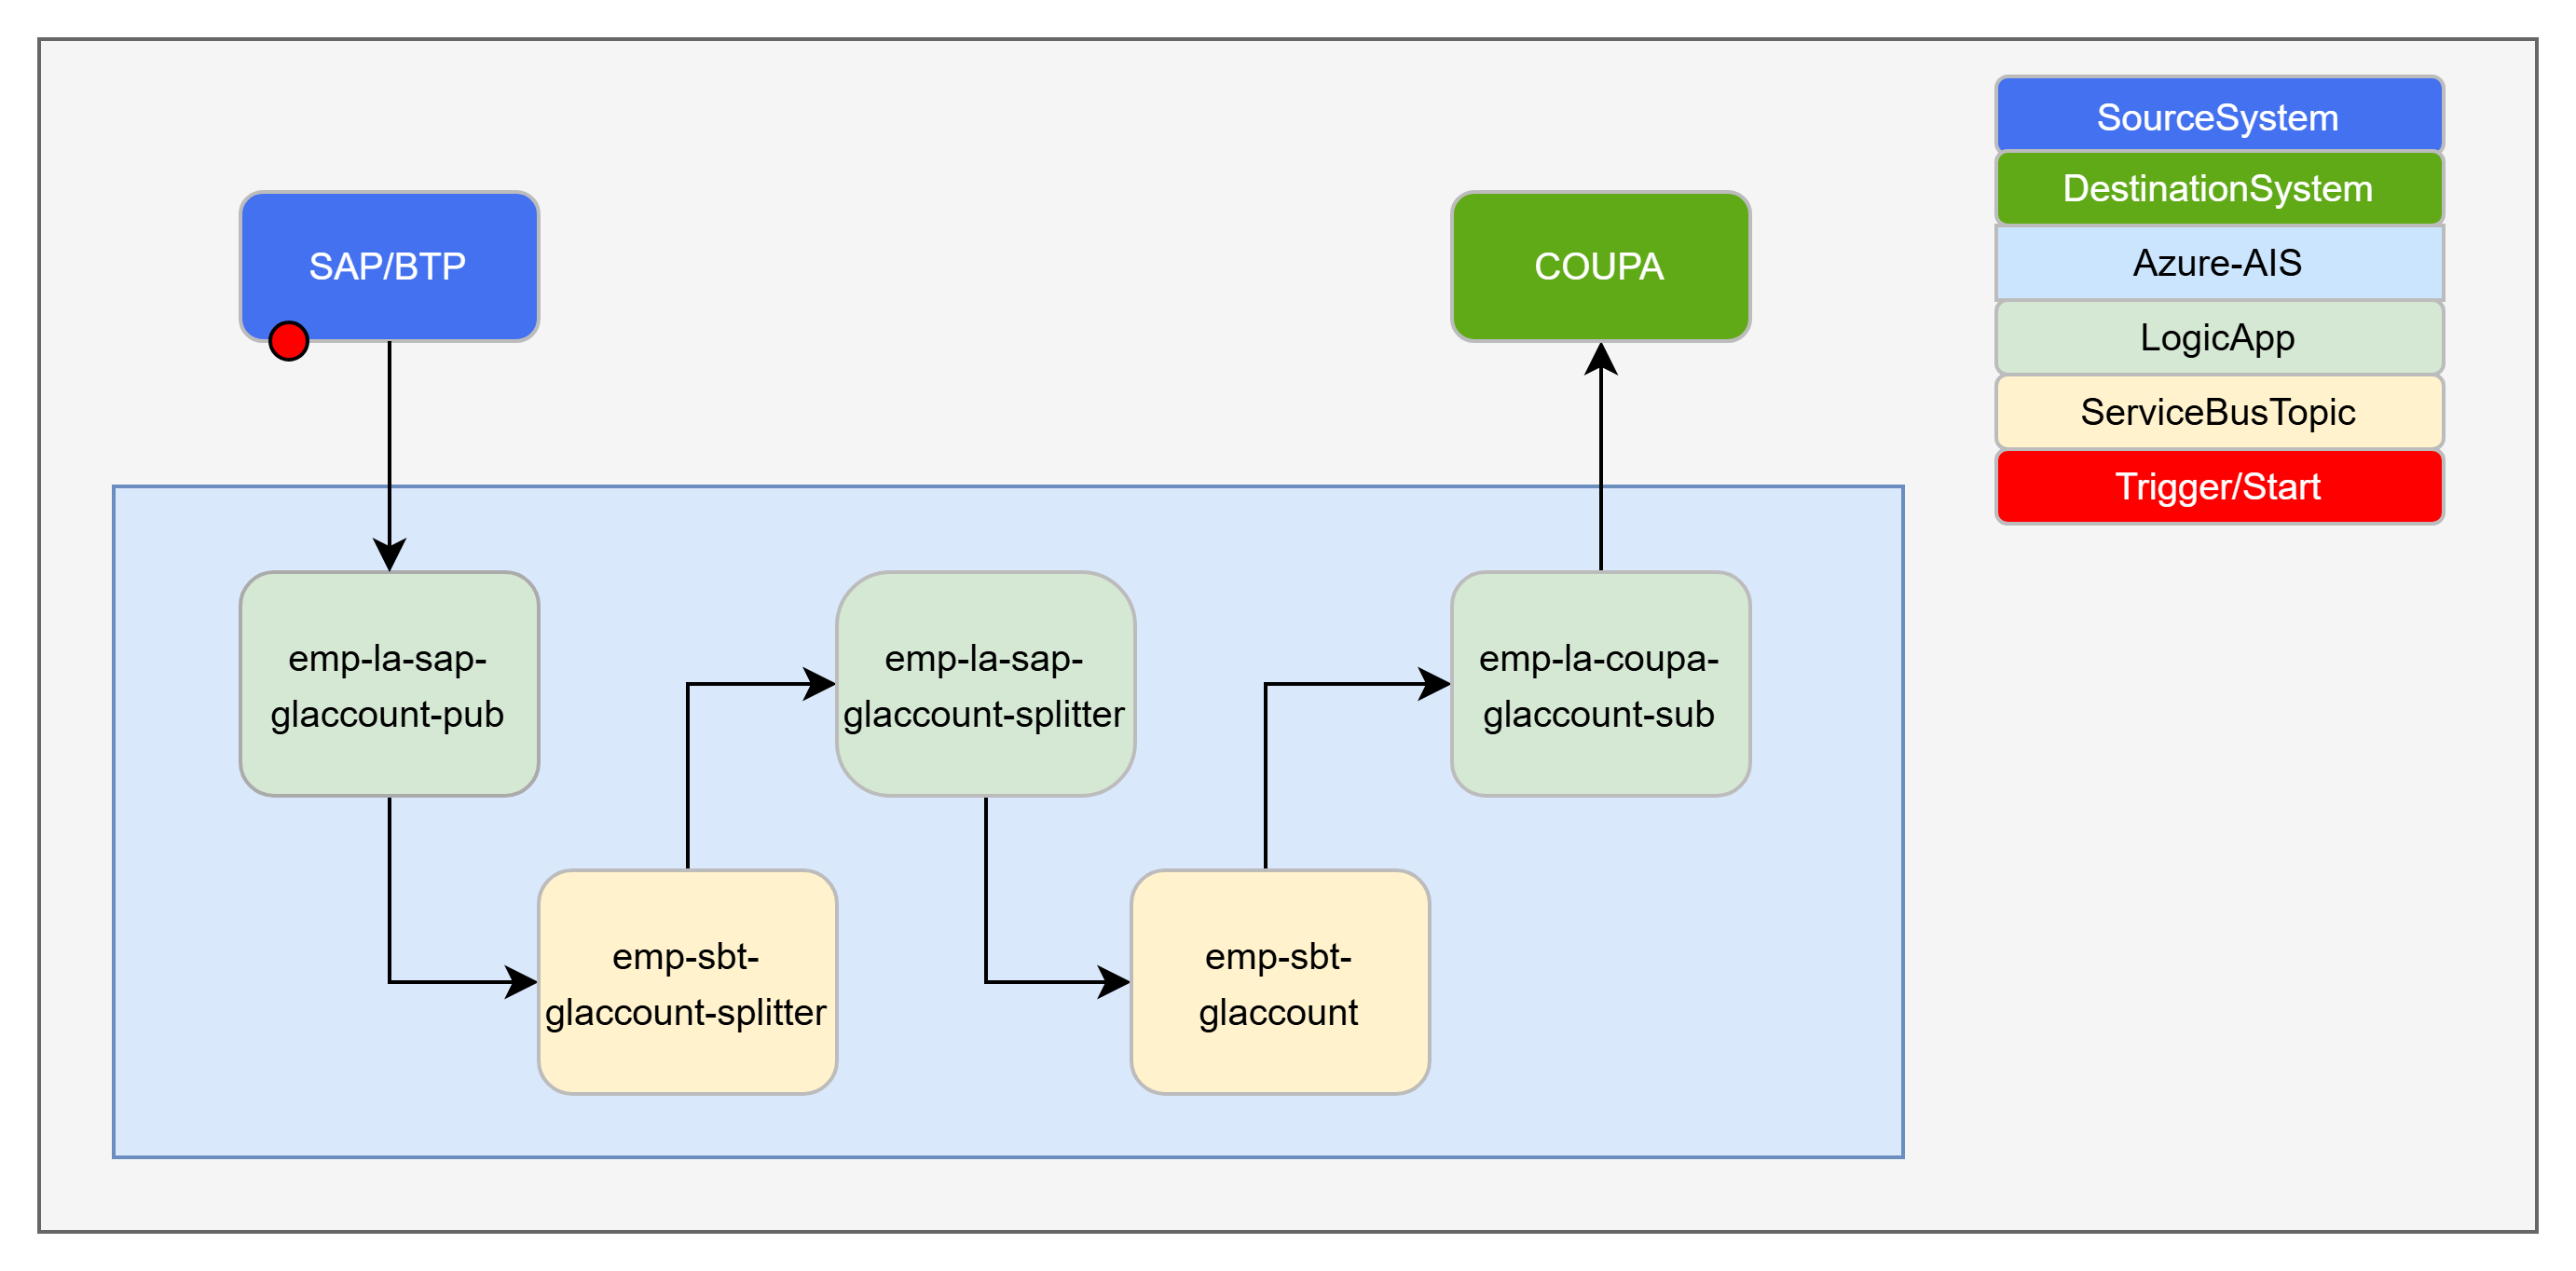 SourceSystem
DestinationSystem
Azure-AIS
LogicApp
ServiceBusTopic
Trigger/Start
SAP/BTP
COUPA
emp-la-sap-
glaccount-pub
emp-la-sap-
glaccount-splitter
emp-la-coupa-
glaccount-sub
emp-sbt-
glaccount-splitter
emp-sbt-
glaccount